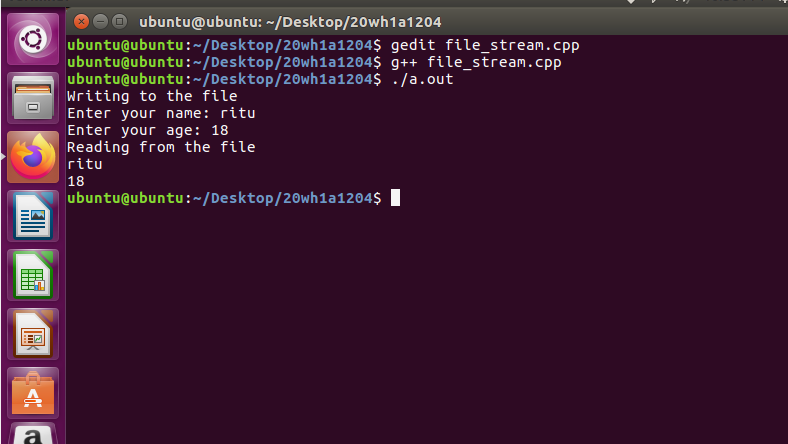 ubuntu@ubuntu: ~/Desktop/20wh1a1204
ubuntu@ubuntu:~/Desktop/20wh1a1204$ gedit file_stream.cpp
ubuntu@ubuntu:~/Desktop/20wh1a1204$ g++ file_stream.cpp
ubuntu@ubuntu:~/Desktop/20wh1a1204$ ./a.out
Writing to the file
Enter your name: ritu
Enter your age: 18
Reading from the file
ritu
18
ubuntu@ubuntu:~/Desktop/20wh1a1204$